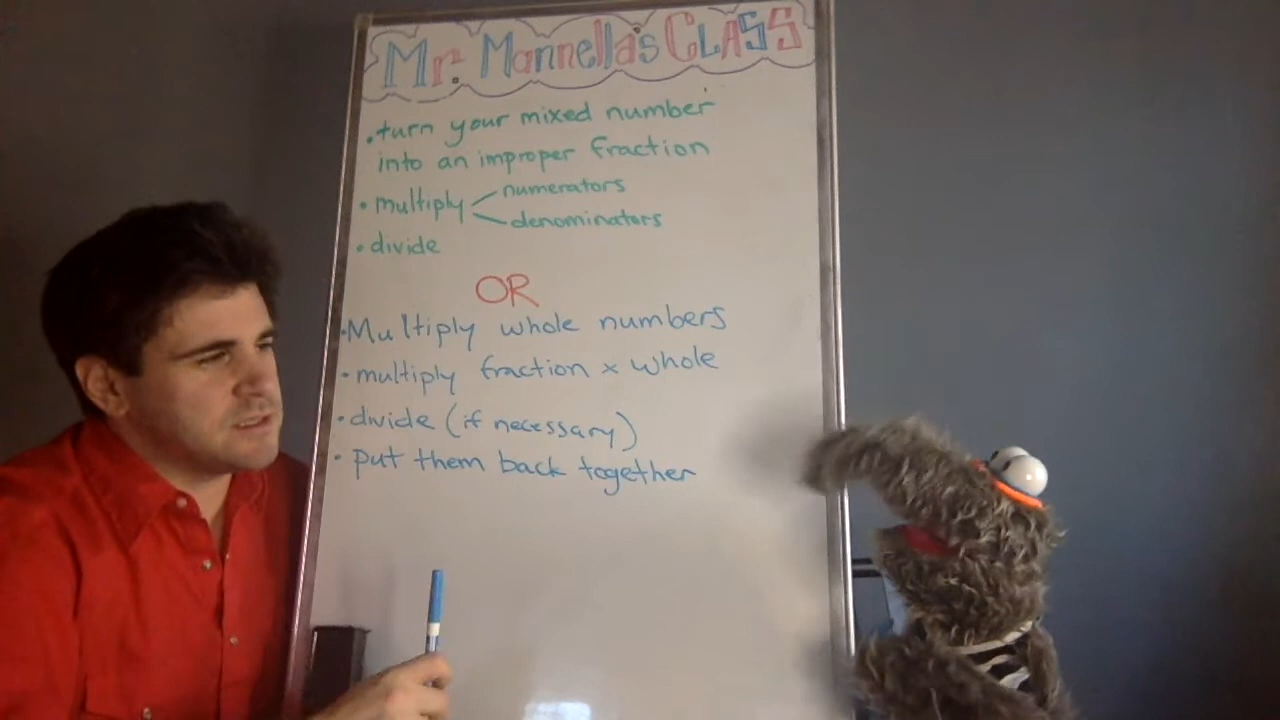 Mr. Mannella's CLASS
• turn your mixed number
into an improper fraction
• multiply numerators
denominators
• divide
OR
• Multiply whole numbers
• multiply fraction x whole
• divide (if necessary)
• put them back together